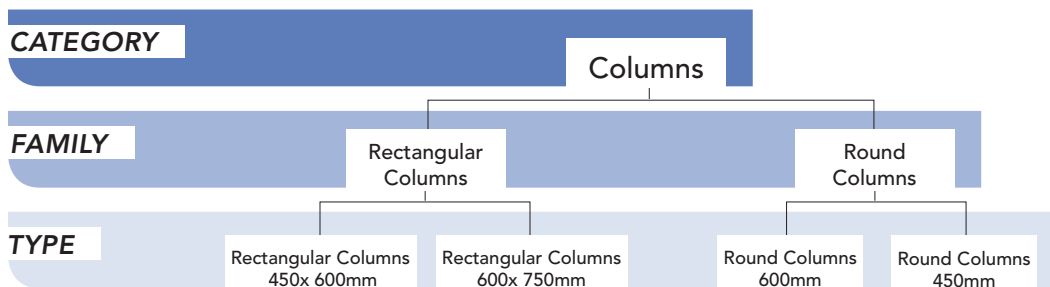 CATEGORY
Columns
FAMILY
Rectangular
Columns
Round
Columns
TYPE
Rectangular Columns
450x 600mm
Rectangular Columns
600x 750mm
Round Columns
600mm
Round Columns
450mm